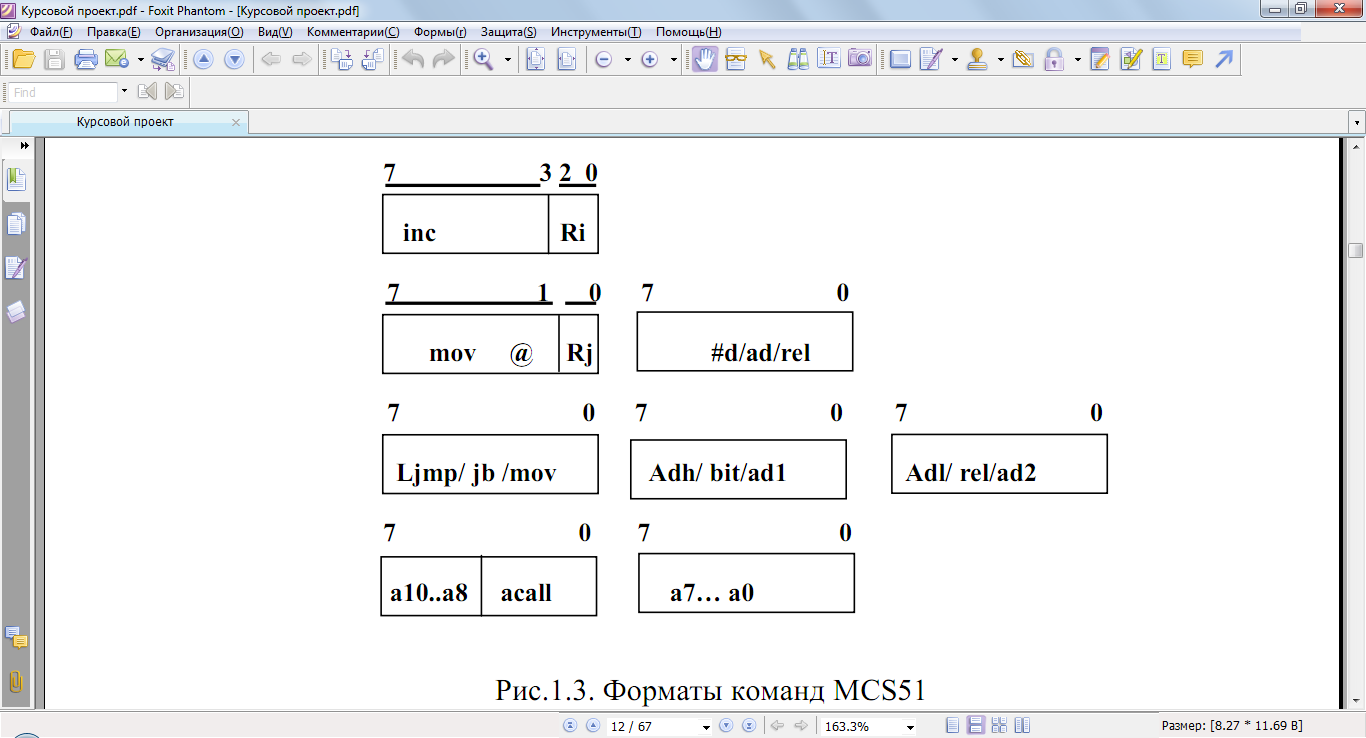 Курсовой проект.pdf - Foxit Phantom - [Курсовой проект.pdf]
Файл(F) Правка(E) Организация(O) Вид(V) Комментарии(C) Формы(r) Защита(S) Инструменты(T) Помощь(H)
Find
Курсовой проект
7 3 2 0
inc Ri
7 1 0 7 0
mov @ Rj #d/ad/rel
7 0 7 0 7 0
Ljmp/ jb /mov Adh/ bit/ad1 Adl/ rel/ad2
7 0 7 0
a10..a8 acall a7… a0
Рис.1.3. Форматы команд MCS51
12 / 67 163.3% Размер: [8.27 * 11.69 В]